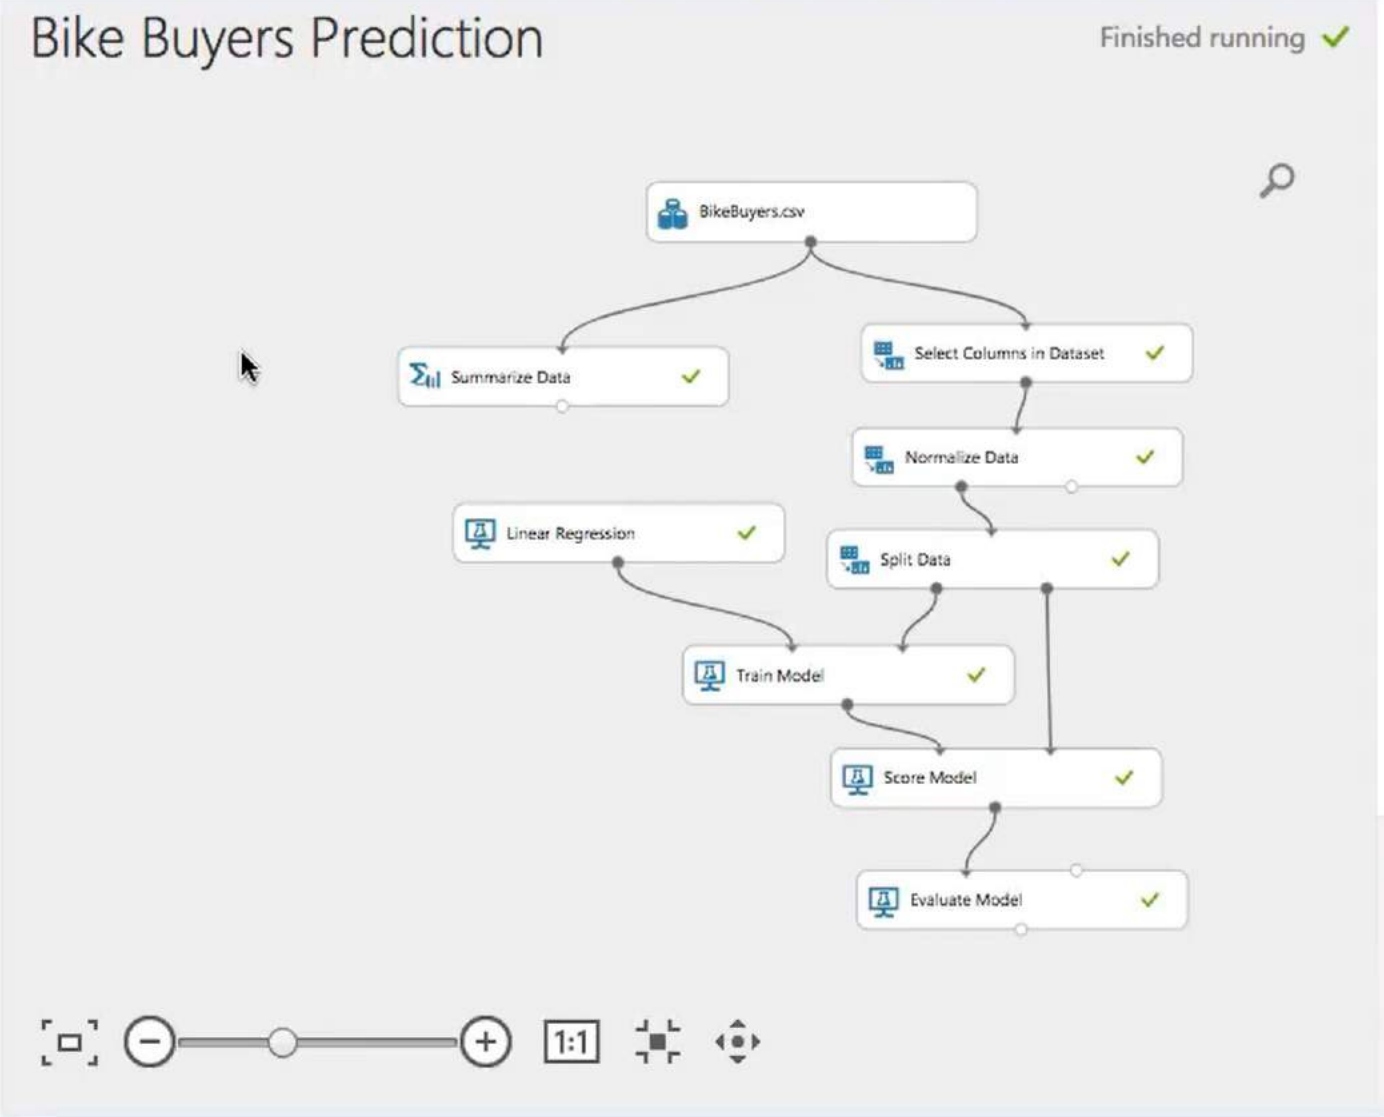 Bike Buyers Prediction
Finished running
BikeBuyers.csv
Summarize Data
Select Columns in Dataset
Normalize Data
Linear Regression
Split Data
Train Model
Score Model
Evaluate Model
1:1